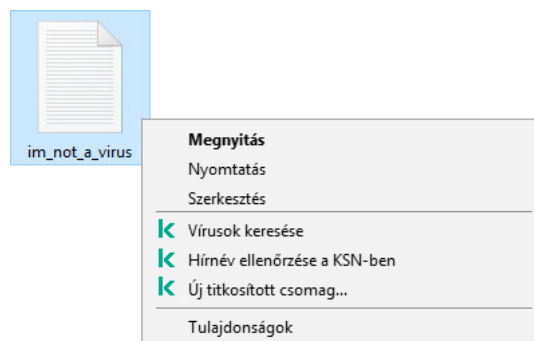 im_not_a_virus
Megnyitás
Nyomtatás
Szerkesztés
Vírusok keresése
Hírnév ellenőrzése a KSN-ben
Új titkosított csomag...
Tulajdonságok